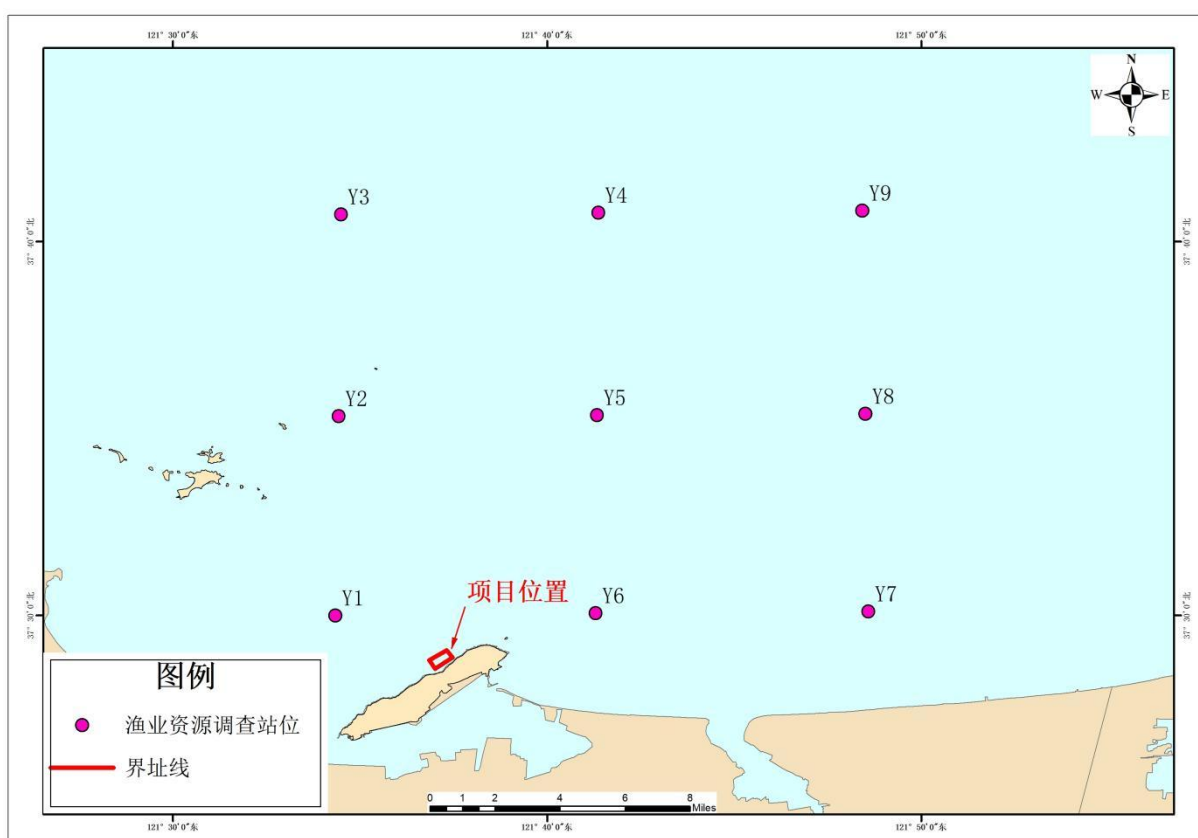 121° 30′0″东
121° 40′0″东
121° 50′0″东
N
W
E
S
Y3
Y4
Y9
37° 40′0″北
37° 40′0″北
Y2
Y5
Y8
项目位置
Y1
Y6
Y7
37° 30′0″北
37° 30′0″北
图例
渔业资源调查站位
界址线
0 1 2 4 6 8
Miles
121° 30′0″东
121° 40′0″东
121° 50′0″东